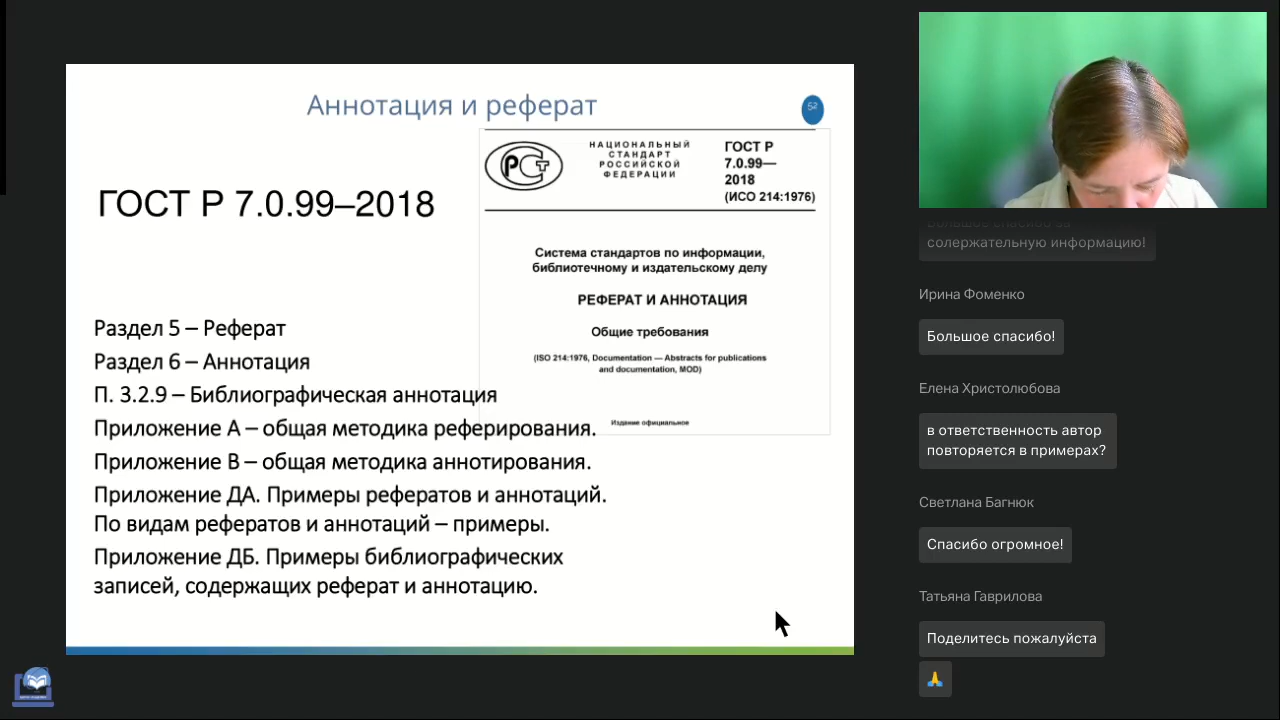 Аннотация и реферат
52
ГОСТ Р 7.0.99–2018
НАЦИОНАЛЬНЫЙ
СТАНДАРТ
РОССИЙСКОЙ
ФЕДЕРАЦИИ
ГОСТ Р
7.0.99—
2018
(ИСО 214:1976)
Система стандартов по информации,
библиотечному и издательскому делу
РЕФЕРАТ И АННОТАЦИЯ
Общие требования
(ISO 214:1976, Documentation — Abstracts for publications
and documentation, MOD)
Издание официальное
Раздел 5 – Реферат
Раздел 6 – Аннотация
П. 3.2.9 – Библиографическая аннотация
Приложение А – общая методика реферирования.
Приложение В – общая методика аннотирования.
Приложение ДА. Примеры рефератов и аннотаций.
По видам рефератов и аннотаций – примеры.
Приложение ДБ. Примеры библиографических
записей, содержащих реферат и аннотацию.
Большое спасибо за
солержательную информацию!
Ирина Фоменко
Большое спасибо!
Елена Христолюбова
в ответственность автор
повторяется в примерах?
Светлана Багнюк
Спасибо огромное!
Татьяна Гаврилова
Поделитесь пожалуйста
🙏